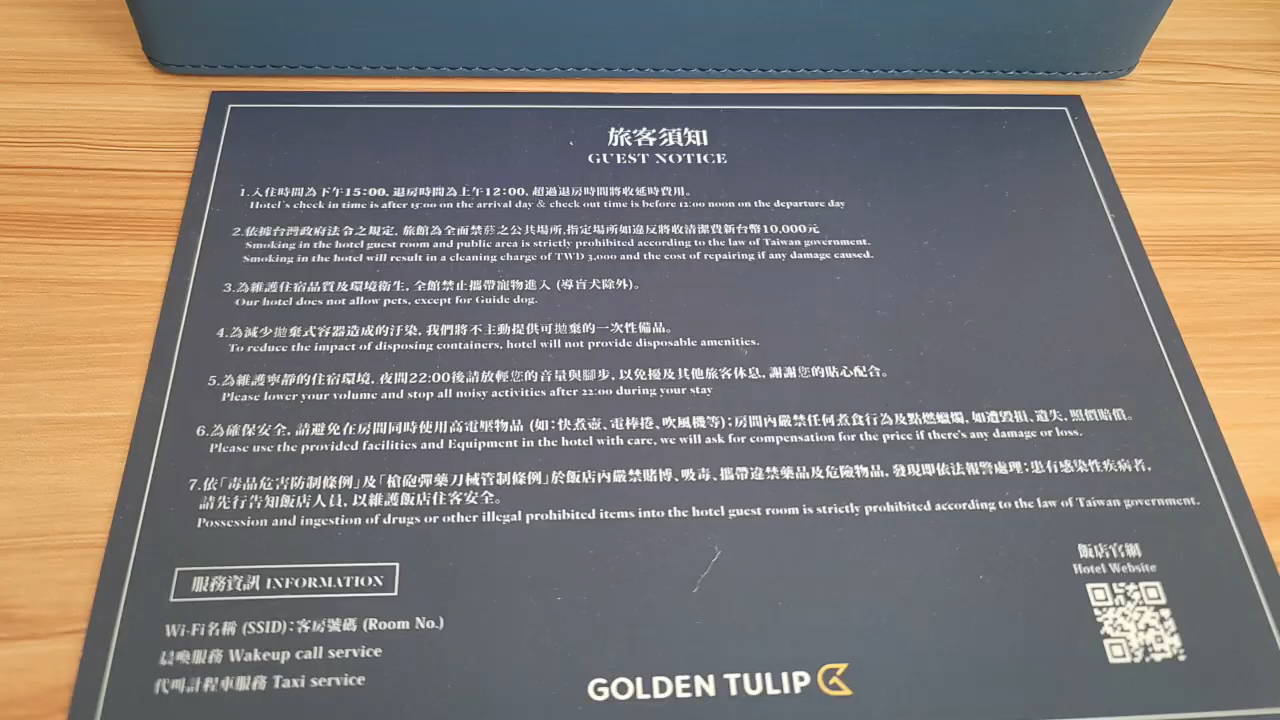 旅客須知
GUEST NOTICE
1.入住時間為下午15:00, 退房時間為上午12:00, 超過退房時間將收延時費用。
Hotel's check in time is after 15:00 on the arrival day & check out time is before 12:00 noon on the departure day
2.依據台灣政府法令之規定, 旅館為全面禁菸之公共場所,指定場所如違反將收清潔費新台幣10,000元
Smoking in the hotel guest room and public area is strictly prohibited according to the law of Taiwan government.
Smoking in the hotel will result in a cleaning charge of TWD 3,000 and the cost of repairing if any damage caused.
3.為維護住宿品質及環境衛生, 全館禁止攜帶寵物進入 (導盲犬除外)。
Our hotel does not allow pets, except for Guide dog.
4.為減少拋棄式容器造成的汙染, 我們將不主動提供可拋棄的一次性備品。
To reduce the impact of disposing containers, hotel will not provide disposable amenities.
5.為維護寧靜的住宿環境, 夜間22:00後請放輕您的音量與腳步, 以免擾及其他旅客休息, 謝謝您的貼心配合。
Please lower your volume and stop all noisy activities after 22:00 during your stay
6.為確保安全, 請避免在房間同時使用高電壓物品 (如:快煮壺、電棒捲、吹風機等);房間內嚴禁任何煮食行為及點燃蠟燭, 如遭毀損、遺失, 照價賠償。
Please use the provided facilities and Equipment in the hotel with care, we will ask for compensation for the price if there's any damage or loss.
7.依「毒品危害防制條例」及「槍砲彈藥刀械管制條例」於飯店內嚴禁賭博、吸毒、攜帶違禁藥品及危險物品, 發現即依法報警處理;患有感染性疾病者,
請先行告知飯店人員, 以維護飯店住客安全。
Possession and ingestion of drugs or other illegal prohibited items into the hotel guest room is strictly prohibited according to the law of Taiwan government.
服務資訊 INFORMATION
Wi-Fi名稱 (SSID):客房號碼 (Room No.)
晨喚服務 Wakeup call service
代叫計程車服務 Taxi service
飯店官網
Hotel Website
GOLDEN TULIP